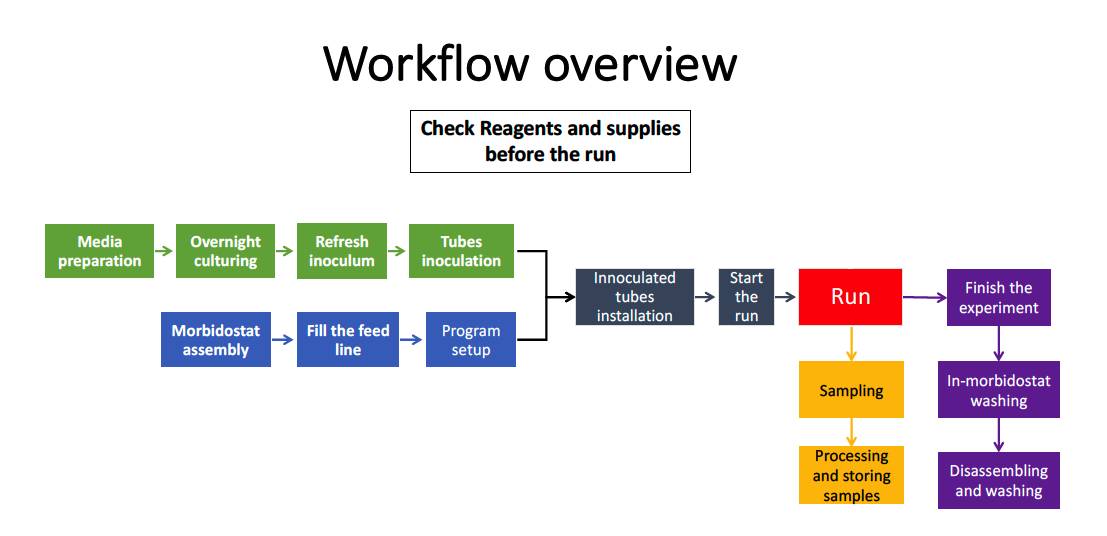 Workflow overview
Check Reagents and supplies
before the run
Media
preparation
Overnight
culturing
Refresh
inoculum
Tubes
inoculation
Morbidostat
assembly
Fill the feed
line
Program
setup
Innoculated
tubes
installation
Start
the
run
Run
Finish the
experiment
Sampling
In-morbidostat
washing
Processing
and storing
samples
Disassembling
and washing